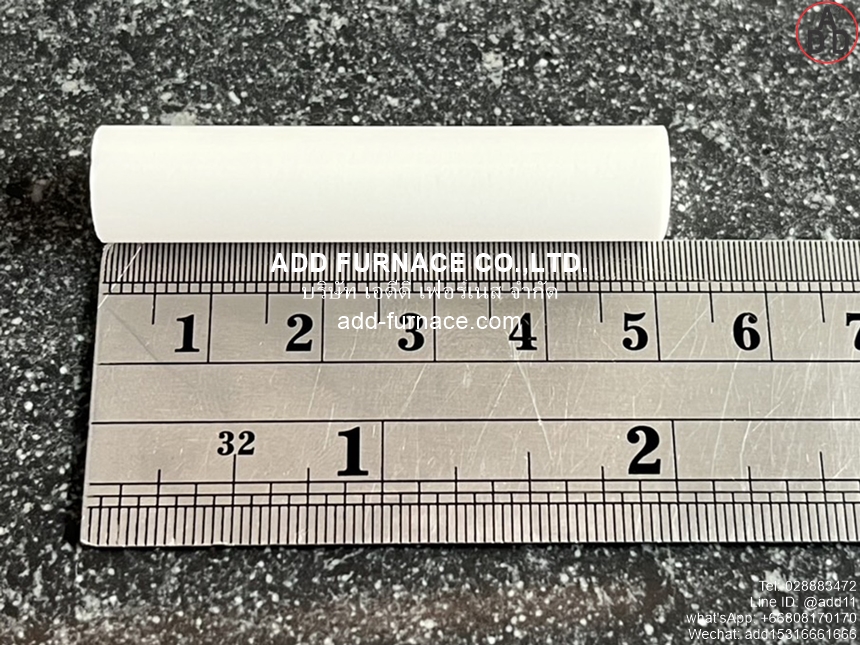 ADD
ADD FURNACE CO.,LTD.
บริษัท เอดีดี เฟอร์เนส จำกัด
add-furnace.com
1 2 3 4 5 6 7
32 1 2
Tel: 028883472
Line ID: @add11
what'sApp: +66808170170
Wechat: add15316661666